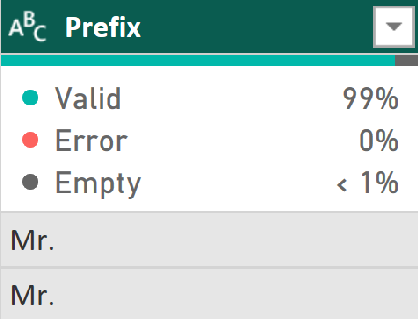 ABC Prefix
Valid 99%
Error 0%
Empty < 1%
Mr.
Mr.